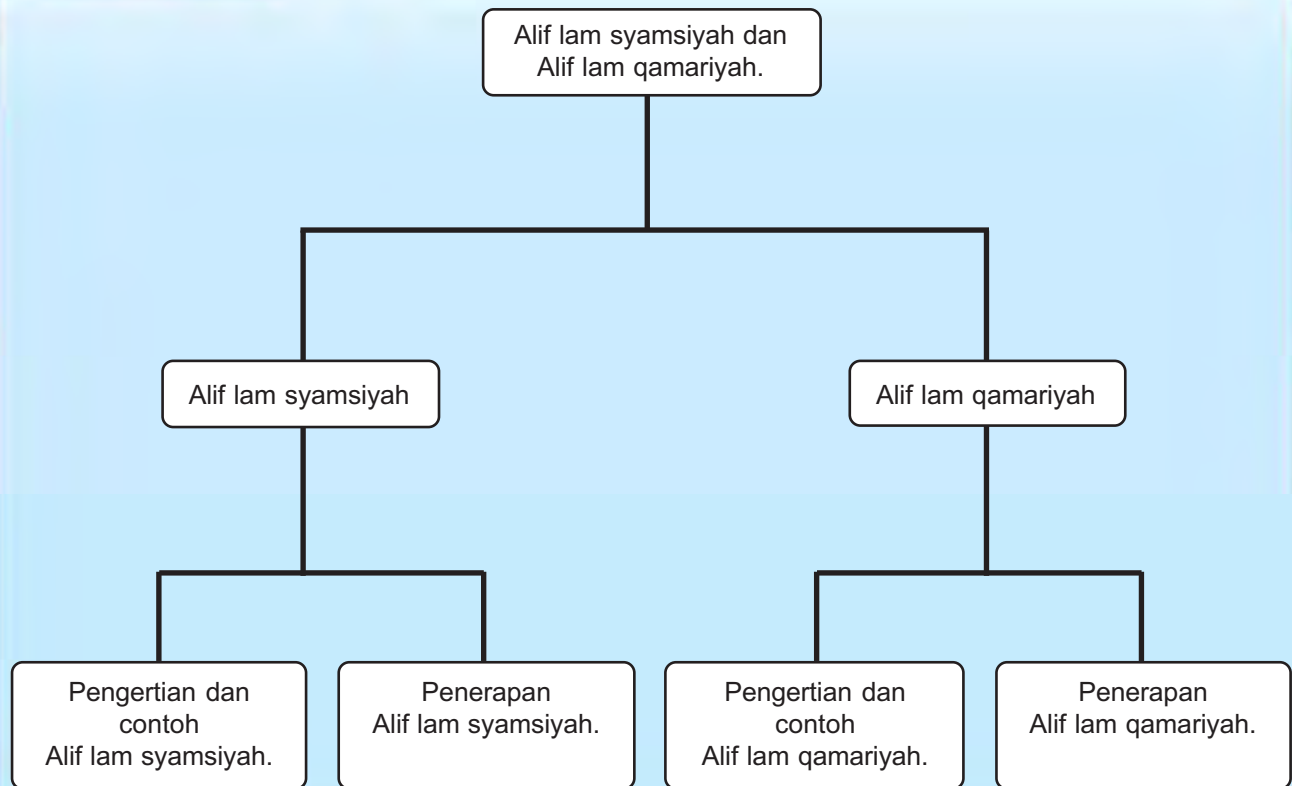 Alif lam syamsiyah dan
Alif lam qamariyah.
Alif lam syamsiyah
Alif lam qamariyah
Pengertian dan
contoh
Alif lam syamsiyah.
Penerapan
Alif lam syamsiyah.
Pengertian dan
contoh
Alif lam qamariyah.
Penerapan
Alif lam qamariyah.